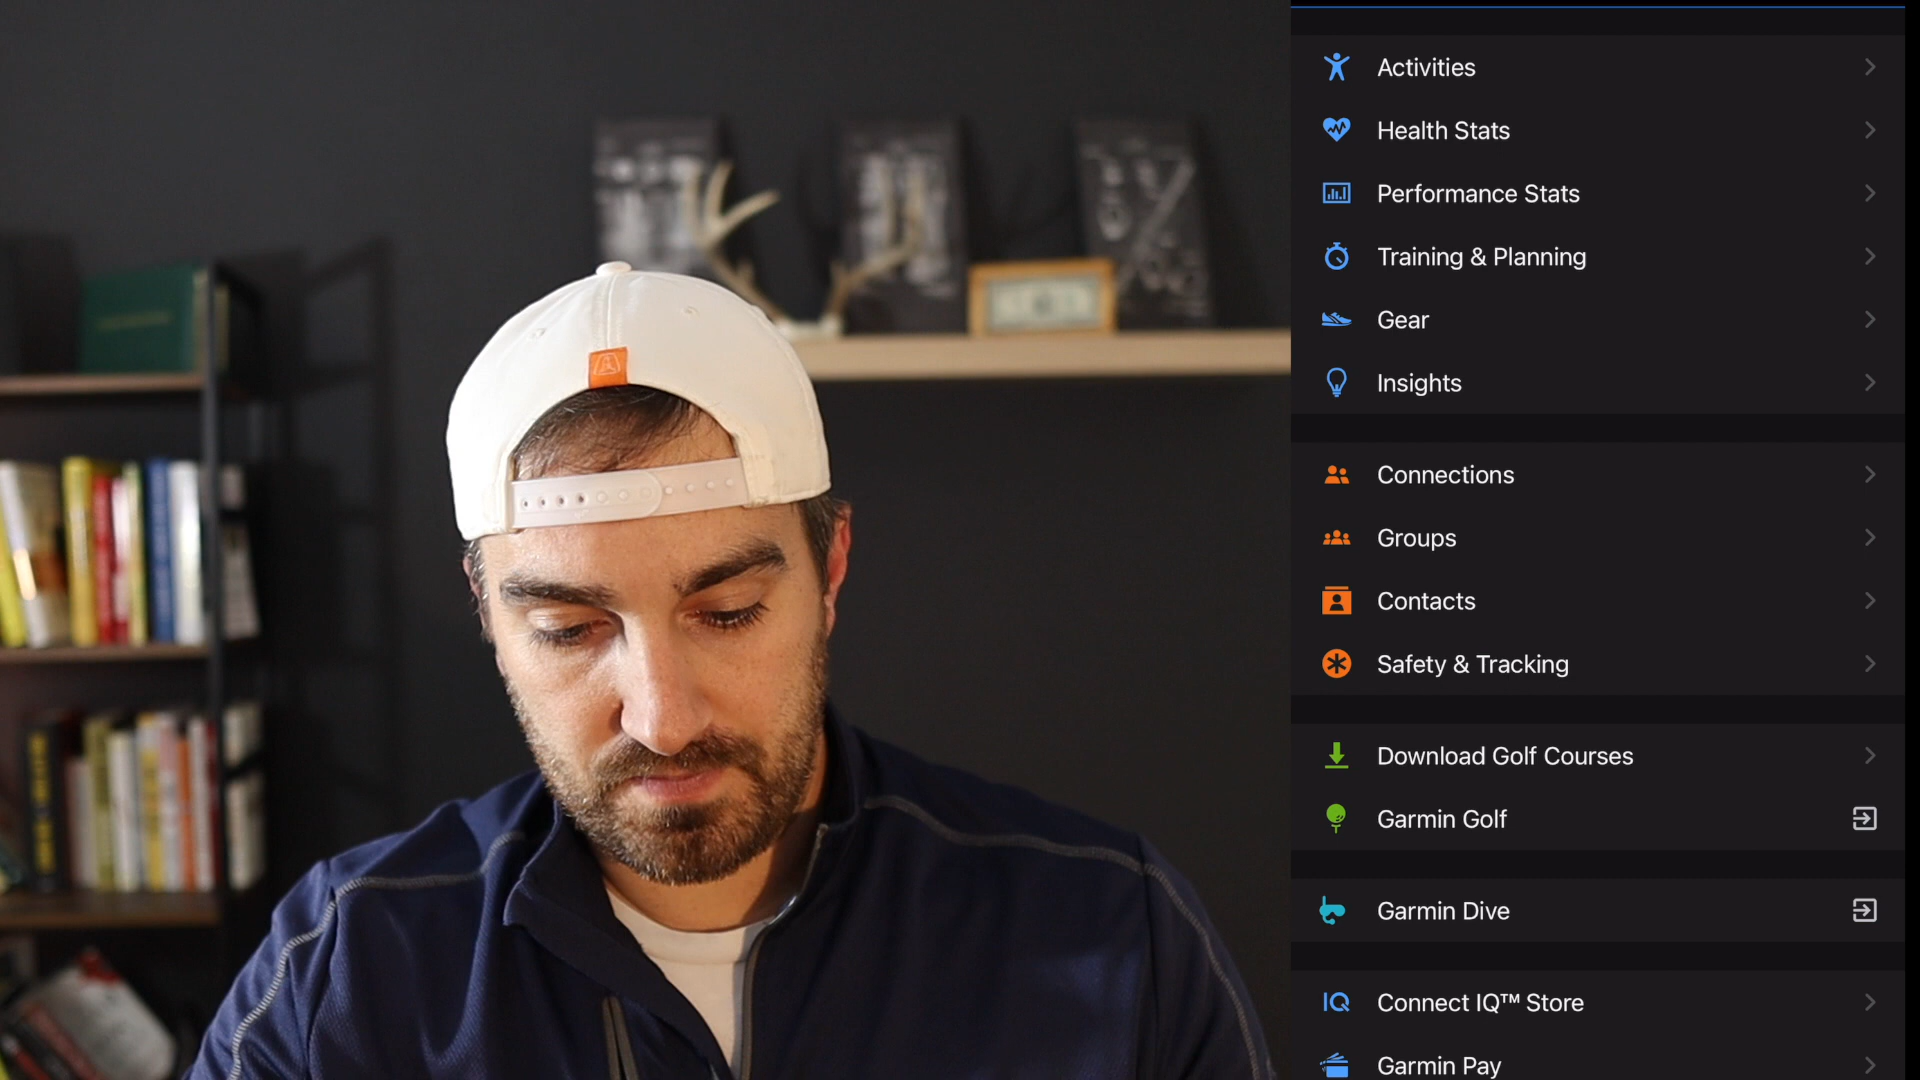 Activities
Health Stats
Performance Stats
Training & Planning
Gear
Insights
Connections
Groups
Contacts
Safety & Tracking
Download Golf Courses
Garmin Golf
Garmin Dive
IQ Connect IQ™ Store
Garmin Pay